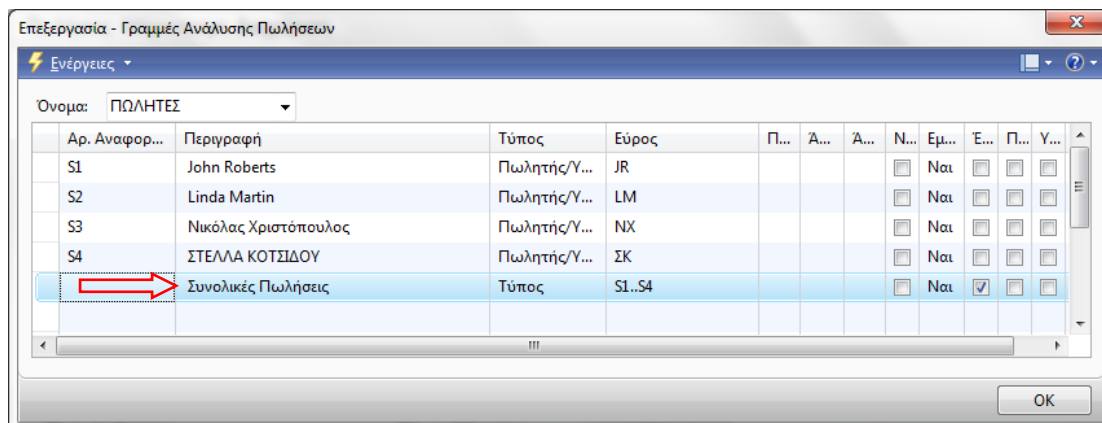 Επεξεργασία - Γραμμές Ανάλυσης Πωλήσεων
Ενέργειες
Όνομα: ΠΩΛΗΤΕΣ
Αρ. Αναφορ... Περιγραφή Τύπος Εύρος Π... Ά... Ά... Ν... Εμ... Έ... Π... Υ...
S1 John Roberts Πωλητής/Υ... JR Ναι
S2 Linda Martin Πωλητής/Υ... LM Ναι
S3 Νικόλας Χριστόπουλος Πωλητής/Υ... ΝΧ Ναι
S4 ΣΤΕΛΛΑ ΚΟΤΣΙΔΟΥ Πωλητής/Υ... ΣΚ Ναι
Συνολικές Πωλήσεις Τύπος S1..S4 Ναι
OK